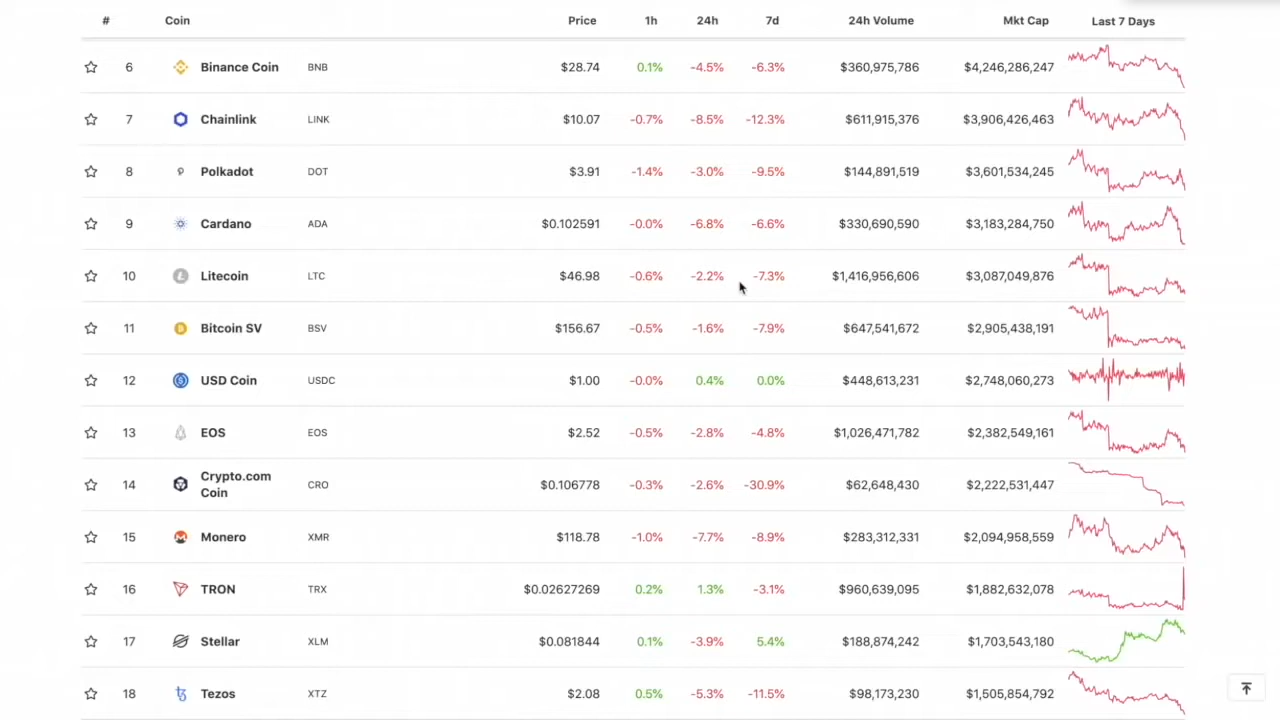 # Coin Price 1h 24h 7d 24h Volume Mkt Cap Last 7 Days
6 Binance Coin BNB $28.74 0.1% -4.5% -6.3% $360,975,786 $4,246,286,247
7 Chainlink LINK $10.07 -0.7% -8.5% -12.3% $611,915,376 $3,906,426,463
8 Polkadot DOT $3.91 -1.4% -3.0% -9.5% $144,891,519 $3,601,534,245
9 Cardano ADA $0.102591 -0.0% -6.8% -6.6% $330,690,590 $3,183,284,750
10 Litecoin LTC $46.98 -0.6% -2.2% -7.3% $1,416,956,606 $3,087,049,876
11 Bitcoin SV BSV $156.67 -0.5% -1.6% -7.9% $647,541,672 $2,905,438,191
12 USD Coin USDC $1.00 -0.0% 0.4% 0.0% $448,613,231 $2,748,060,273
13 EOS EOS $2.52 -0.5% -2.8% -4.8% $1,026,471,782 $2,382,549,161
14 Crypto.com Coin CRO $0.106778 -0.3% -2.6% -30.9% $62,648,430 $2,222,531,447
15 Monero XMR $118.78 -1.0% -7.7% -8.9% $283,312,331 $2,094,958,559
16 TRON TRX $0.02627269 0.2% 1.3% -3.1% $960,639,095 $1,882,632,078
17 Stellar XLM $0.081844 0.1% -3.9% 5.4% $188,874,242 $1,703,543,180
18 Tezos XTZ $2.08 0.5% -5.3% -11.5% $98,173,230 $1,505,854,792